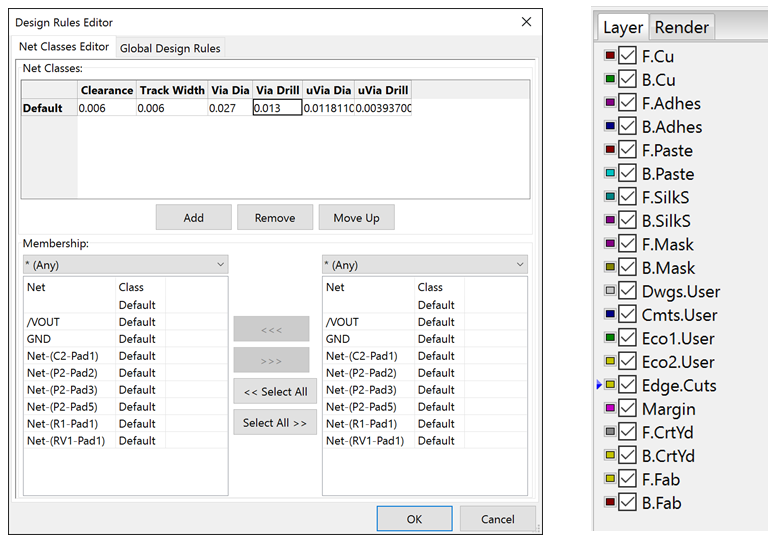 Design Rules Editor
Net Classes Editor Global Design Rules
Net Classes:
Clearance Track Width Via Dia Via Drill uVia Dia uVia Drill
Default 0.006 0.006 0.027 0.013 0.011811 0.0039370
Add Remove Move Up
Membership:
* (Any) * (Any)
Net Class Net Class
Default Default
/VOUT Default /VOUT Default
GND Default GND Default
<<<
Net-(C2-Pad1) Default Net-(C2-Pad1) Default
>>>
Net-(P2-Pad2) Default Net-(P2-Pad2) Default
Net-(P2-Pad3) Default << Select All Net-(P2-Pad3) Default
Net-(P2-Pad5) Default Net-(P2-Pad5) Default
Net-(R1-Pad1) Default Select All >> Net-(R1-Pad1) Default
Net-(RV1-Pad1) Default Net-(RV1-Pad1) Default
OK Cancel
Layer Render
F.Cu
B.Cu
F.Adhes
B.Adhes
F.Paste
B.Paste
F.SilkS
B.SilkS
F.Mask
B.Mask
Dwgs.User
Cmts.User
Eco1.User
Eco2.User
Edge.Cuts
Margin
F.CrtYd
B.CrtYd
F.Fab
B.Fab